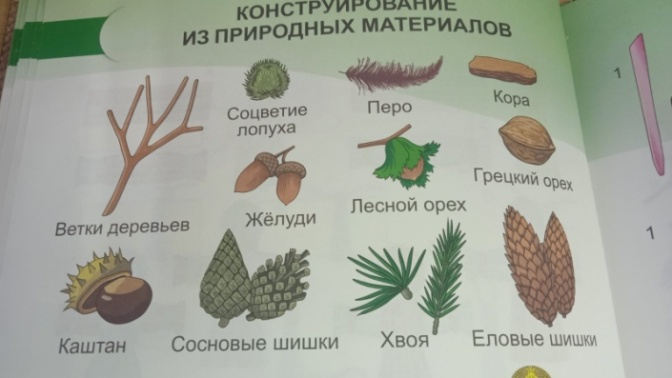 КОНСТРУИРОВАНИЕ
ИЗ ПРИРОДНЫХ МАТЕРИАЛОВ
Соцветие
лопуха
Перо
Кора
Ветки деревьев
Жёлуди
Лесной орех
Грецкий орех
Каштан
Сосновые шишки
Хвоя
Еловые шишки
1
1